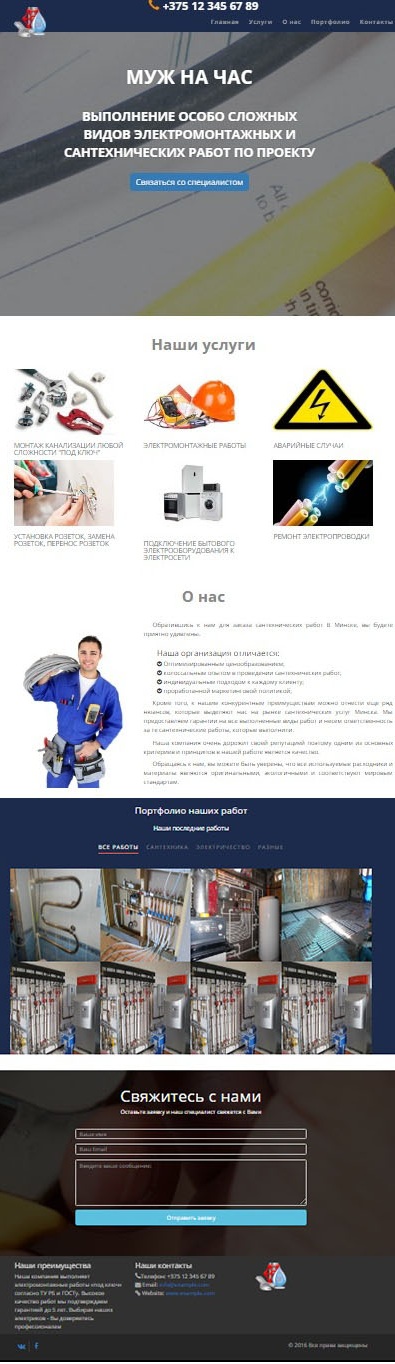 +375 12 345 67 89
Главная Услуги О нас Портфолио Контакты
МУЖ НА ЧАС
ВЫПОЛНЕНИЕ ОСОБО СЛОЖНЫХ
ВИДОВ ЭЛЕКТРОМОНТАЖНЫХ И
САНТЕХНИЧЕСКИХ РАБОТ ПО ПРОЕКТУ
Связаться со специалистом
All
to b
Наши услуги
МОНТАЖ КАНАЛИЗАЦИИ ЛЮБОЙ
СЛОЖНОСТИ "ПОД КЛЮЧ"
ЭЛЕКТРОМОНТАЖНЫЕ РАБОТЫ
АВАРИЙНЫЕ СЛУЧАИ
УСТАНОВКА РОЗЕТОК, ЗАМЕНА
РОЗЕТОК, ПЕРЕНОС РОЗЕТОК
ПОДКЛЮЧЕНИЕ БЫТОВОГО
ЭЛЕКТРООБОРУДОВАНИЯ К
ЭЛЕКТРОСЕТИ
РЕМОНТ ЭЛЕКТРОПРОВОДКИ
О нас
Обратившись к нам для заказа сантехнических работ В Минске, вы будете
приятно удивлены.
Наша организация отличается:
Оптимизированным ценообразованием;
колоссальным опытом в проведении сантехнических работ;
индивидуальным подходом к каждому клиенту;
проработанной маркетинговой политикой;
Кроме того, к нашим конкурентным преимуществам можно отнести еще ряд
нюансов, которые выделяют нас на рынке сантехнических услуг Минска. Мы
предоставляем гарантии на все выполненные виды работ и несем ответственность
за те сантехнические работы, которые выполнили.
Наша компания очень дорожит своей репутацией поэтому одним из основных
критериев и принципов в нашей работе является качество.
Обращаясь к нам, вы можете быть уверены, что все используемые расходники и
материалы являются оригинальными, экологичными и соответствуют мировым
стандартам.
Портфолио наших работ
Наши последние работы
ВСЕ РАБОТЫ САНТЕХНИКА ЭЛЕКТРИЧЕСТВО РАЗНЫЕ
Свяжитесь с нами
Оставьте заявку и наш специалист свяжется с Вами
Ваше имя
Ваш Email
Введите ваше сообщение
Отправить заявку
Наши преимущества
Наша компания выполняет
электромонтажные работы «под ключ»
согласно ТУ РБ и ГОСТу. Высокое
качество работ мы подтверждаем
гарантией до 5 лет. Выбирая наших
электриков - Вы доверяетесь
профессионалам
Наши контакты
Телефон: +375 12 345 67 89
Email: info@example.com
Website: www.example.com
© 2016 Все права защищены